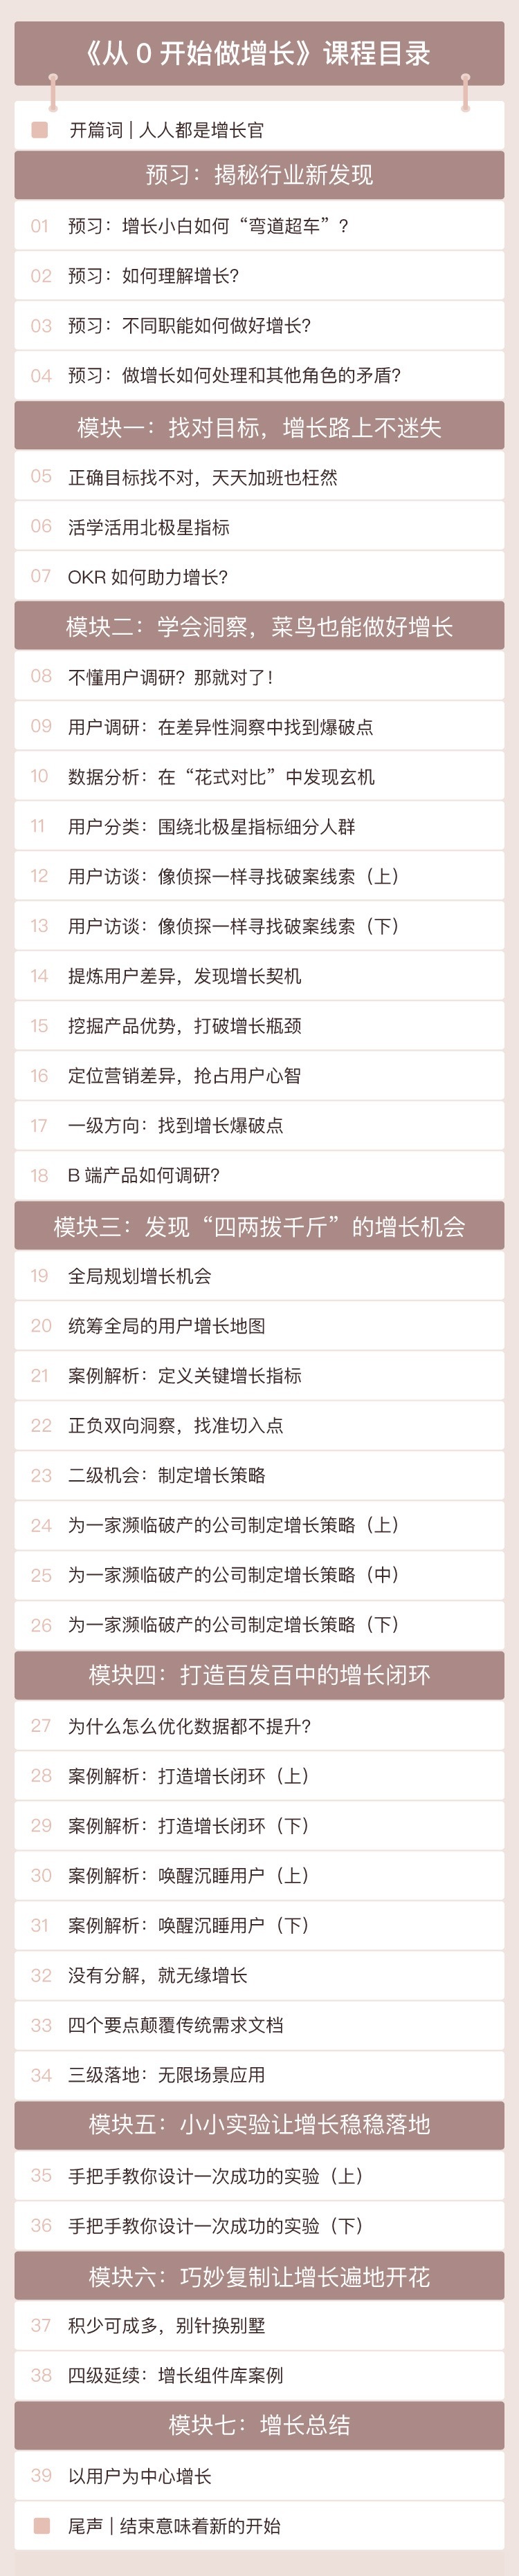 《从 0 开始做增长》课程目录
开篇词 | 人人都是增长官
预习：揭秘行业新发现
01 预习：增长小白如何“弯道超车”？
02 预习：如何理解增长？
03 预习：不同职能如何做好增长？
04 预习：做增长如何处理和其他角色的矛盾？
模块一：找对目标，增长路上不迷失
05 正确目标找不对，天天加班也枉然
06 活学活用北极星指标
07 OKR 如何助力增长？
模块二：学会洞察，菜鸟也能做好增长
08 不懂用户调研？那就对了！
09 用户调研：在差异性洞察中找到爆破点
10 数据分析：在“花式对比”中发现玄机
11 用户分类：围绕北极星指标细分人群
12 用户访谈：像侦探一样寻找破案线索（上）
13 用户访谈：像侦探一样寻找破案线索（下）
14 提炼用户差异，发现增长契机
15 挖掘产品优势，打破增长瓶颈
16 定位营销差异，抢占用户心智
17 一级方向：找到增长爆破点
18 B 端产品如何调研？
模块三：发现“四两拨千斤”的增长机会
19 全局规划增长机会
20 统筹全局的用户增长地图
21 案例解析：定义关键增长指标
22 正负双向洞察，找准切入点
23 二级机会：制定增长策略
24 为一家濒临破产的公司制定增长策略（上）
25 为一家濒临破产的公司制定增长策略（中）
26 为一家濒临破产的公司制定增长策略（下）
模块四：打造百发百中的增长闭环
27 为什么怎么优化数据都不提升？
28 案例解析：打造增长闭环（上）
29 案例解析：打造增长闭环（下）
30 案例解析：唤醒沉睡用户（上）
31 案例解析：唤醒沉睡用户（下）
32 没有分解，就无缘增长
33 四个要点颠覆传统需求文档
34 三级落地：无限场景应用
模块五：小小实验让增长稳稳落地
35 手把手教你设计一次成功的实验（上）
36 手把手教你设计一次成功的实验（下）
模块六：巧妙复制让增长遍地开花
37 积少可成多，别针换别墅
38 四级延续：增长组件库案例
模块七：增长总结
39 以用户为中心增长
尾声 | 结束意味着新的开始